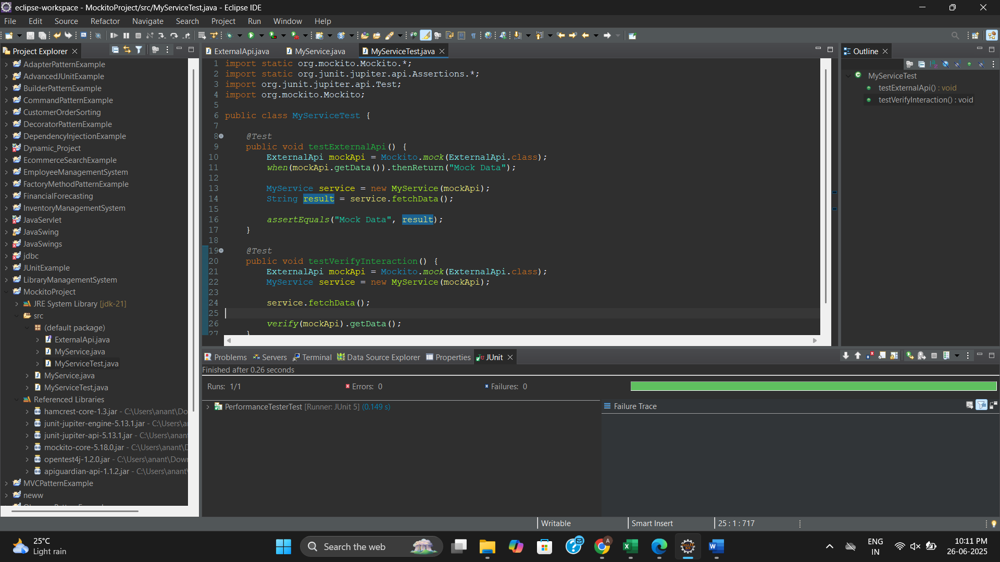 eclipse-workspace - MockitoProject/src/MyServiceTest.java - Eclipse IDE
File Edit Source Refactor Navigate Search Project Run Window Help
Project Explorer
AdapterPatternExample
AdvancedJUnitExample
BuilderPatternExample
CommandPatternExample
CustomerOrderSorting
DecoratorPatternExample
DependencyInjectionExample
Dynamic_Project
EcommerceSearchExample
EmployeeManagementSystem
FactoryMethodPatternExample
FinancialForecasting
InventoryManagementSystem
JavaServlet
JavaSwing
JavaSwings
jdbc
JUnitExample
LibraryManagementSystem
MockitoProject
JRE System Library [jdk-21]
src
(default package)
ExternalApi.java
MyService.java
MyServiceTest.java
MyService.java
MyServiceTest.java
Referenced Libraries
hamcrest-core-1.3.jar - C:\Users\anant\Do
junit-jupiter-engine-5.13.1.jar - C:\Users\a
junit-jupiter-api-5.13.1.jar - C:\Users\anan
mockito-core-5.18.0.jar - C:\Users\anant\D
opentest4j-1.2.0.jar - C:\Users\anant\Dow
apiguardian-api-1.1.2.jar - C:\Users\anant\
MVCPatternExample
neww
ExternalApi.java MyService.java MyServiceTest.java
1 import static org.mockito.Mockito.*;
2 import static org.junit.jupiter.api.Assertions.*;
3 import org.junit.jupiter.api.Test;
4 import org.mockito.Mockito;
5
6 public class MyServiceTest {
7
8 @Test
9 public void testExternalApi() {
10 ExternalApi mockApi = Mockito.mock(ExternalApi.class);
11 when(mockApi.getData()).thenReturn("Mock Data");
12
13 MyService service = new MyService(mockApi);
14 String result = service.fetchData();
15
16 assertEquals("Mock Data", result);
17 }
18
19 @Test
20 public void testVerifyInteraction() {
21 ExternalApi mockApi = Mockito.mock(ExternalApi.class);
22 MyService service = new MyService(mockApi);
23
24 service.fetchData();
25
26 verify(mockApi).getData();
27 }
Outline
MyServiceTest
testExternalApi() : void
testVerifyInteraction() : void
Problems Servers Terminal Data Source Explorer Properties JUnit
Finished after 0.26 seconds
Runs: 1/1 Errors: 0 Failures: 0
PerformanceTesterTest [Runner: JUnit 5] (0.149 s)
Failure Trace
Writable Smart Insert 25 : 1 : 717
25°C
Light rain
Search the web
ENG
IN
10:11 PM
26-06-2025